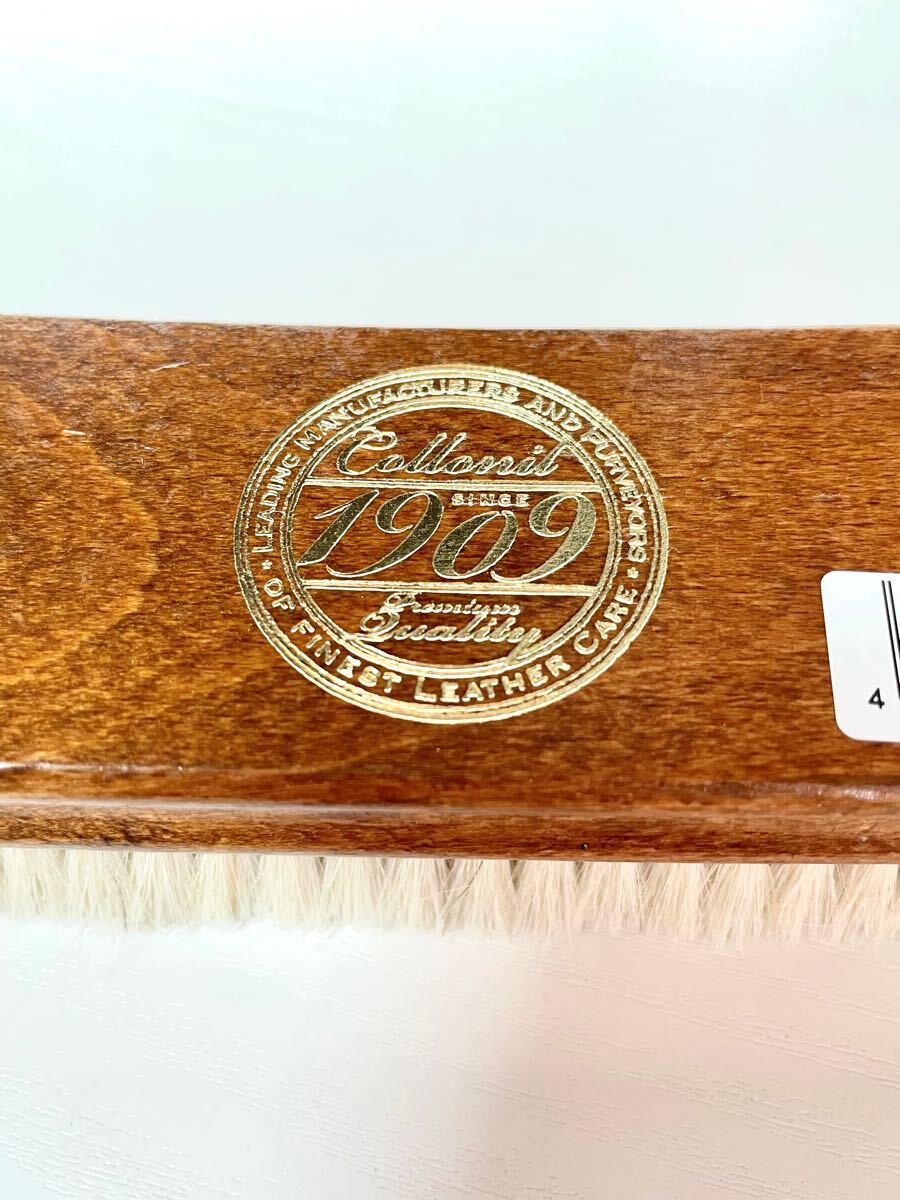 • LEADING MANUFACTURERS AND PURVEYORS •
Collonil
SINCE
1909
Premium
Quality
OF FINEST LEATHER CARE
4